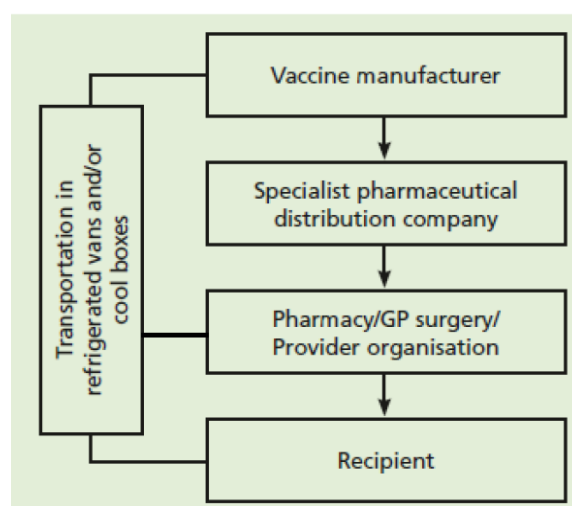 Vaccine manufacturer
Specialist pharmaceutical
distribution company
Pharmacy/GP surgery/
Provider organisation
Recipient
Transportation in
refrigerated vans and/or
cool boxes